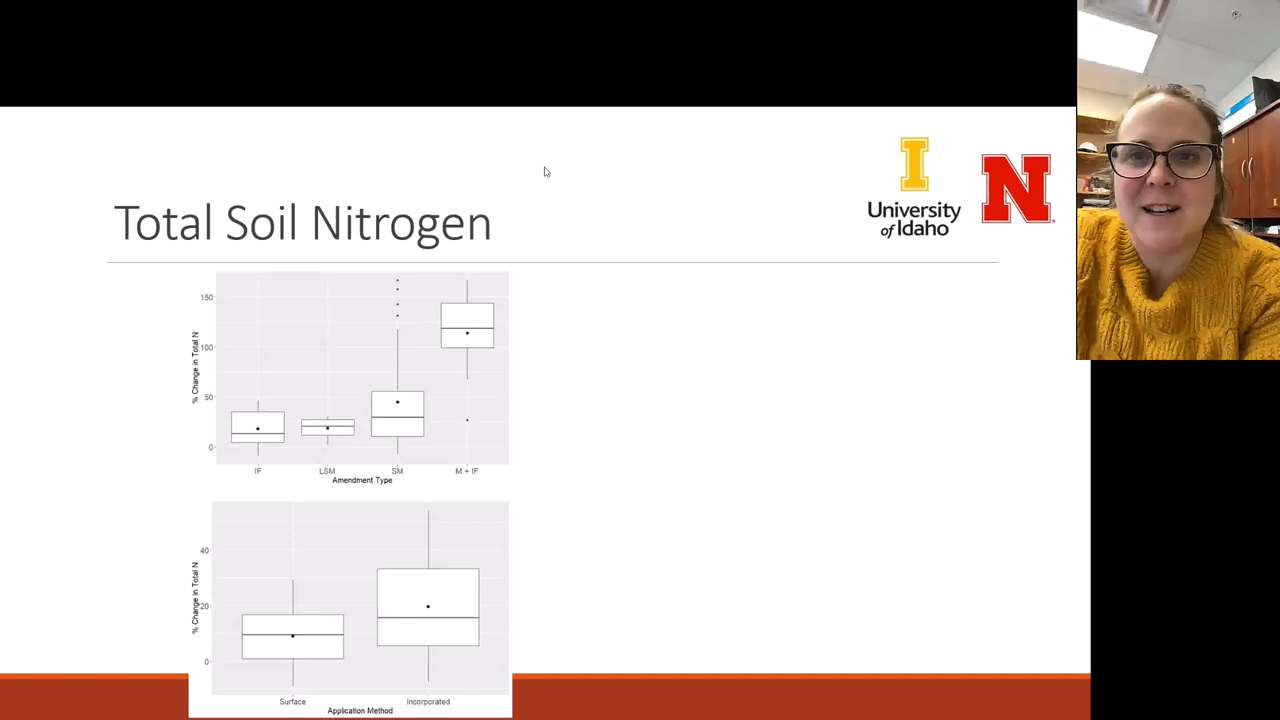 Total Soil Nitrogen
I
University
of Idaho
N
% Change in Total N
150
100
50
0
IF LSM SM M + IF
Amendment Type
% Change in Total N
40
20
0
Surface Incorporated
Application Method